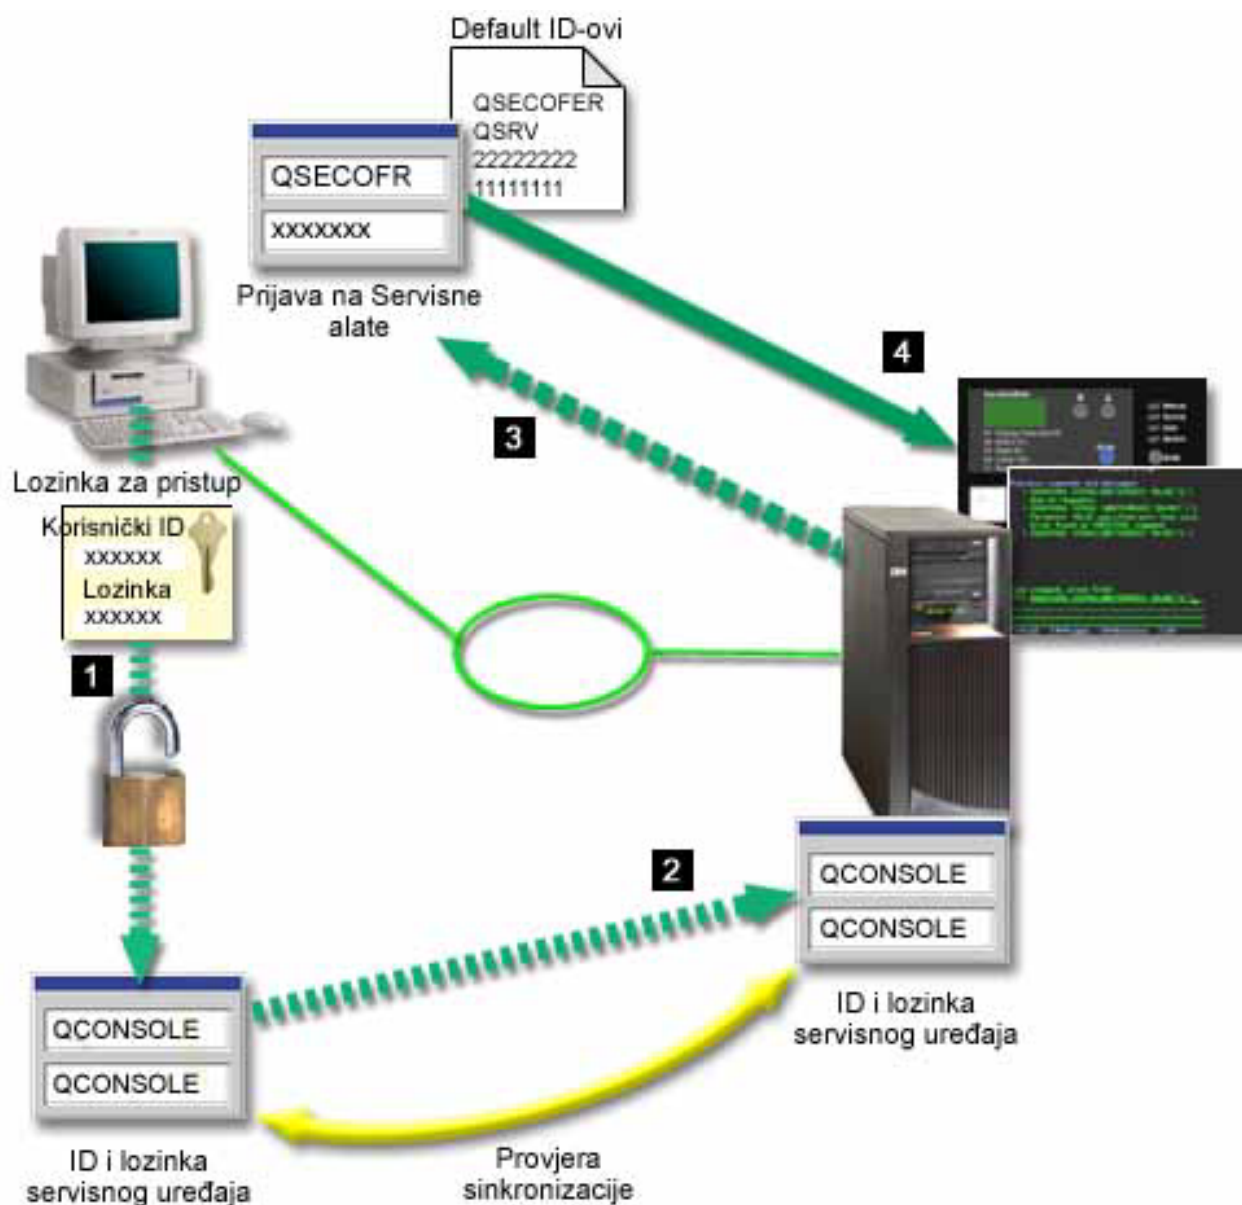 Default ID-ovi
QSECOFER
QSRV
22222222
11111111
QSECOFR
xxxxxxx
Prijava na Servisne
alate
4
3
Lozinka za pristup
Korisnički ID
xxxxxx
Lozinka
xxxxxx
1
IBM
2
QCONSOLE
QCONSOLE
ID i lozinka
servisnog uređaja
QCONSOLE
QCONSOLE
ID i lozinka
servisnog uređaja
Provjera
sinkronizacije